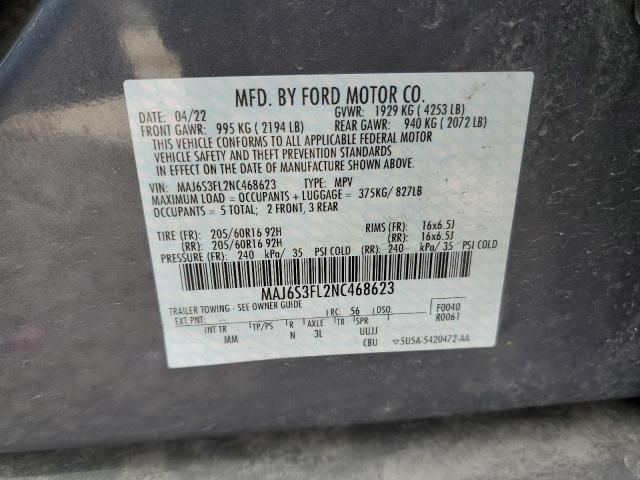 MFD. BY FORD MOTOR CO.
DATE: 04/22 GVWR: 1929 KG ( 4253 LB)
FRONT GAWR: 995 KG ( 2194 LB) REAR GAWR: 940 KG ( 2072 LB)
THIS VEHICLE CONFORMS TO ALL APPLICABLE FEDERAL MOTOR
VEHICLE SAFETY AND THEFT PREVENTION STANDARDS
IN EFFECT ON THE DATE OF MANUFACTURE SHOWN ABOVE.
VIN: MAJ6S3FL2NC468623 TYPE: MPV
MAXIMUM LOAD = OCCUPANTS + LUGGAGE = 375KG/ 827LB
OCCUPANTS = 5 TOTAL; 2 FRONT, 3 REAR
TIRE (FR): 205/60R16 92H RIMS (FR): 16x6.5J
(RR): 205/60R16 92H (RR): 16x6.5J
PRESSURE (FR): 240 kPa/ 35 PSI COLD (RR): 240 kPa/ 35 PSI COLD
MAJ6S3FL2NC468623
TRAILER TOWING - SEE OWNER GUIDE F0040
EXT PNT: RC: 56 DSO: R0061
INT TR TP/PS R AXLE TR SPR
MM N 3L UUJJ
CBU 5U5A-5420472-AA